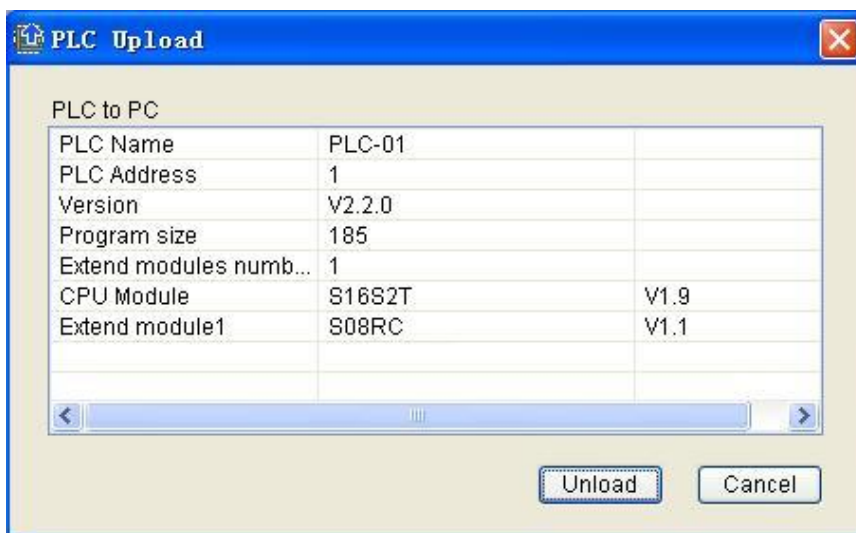 PLC Upload
PLC to PC
PLC Name PLC-01
PLC Address 1
Version V2.2.0
Program size 185
Extend modules numb... 1
CPU Module S16S2T V1.9
Extend module1 S08RC V1.1
Unload Cancel